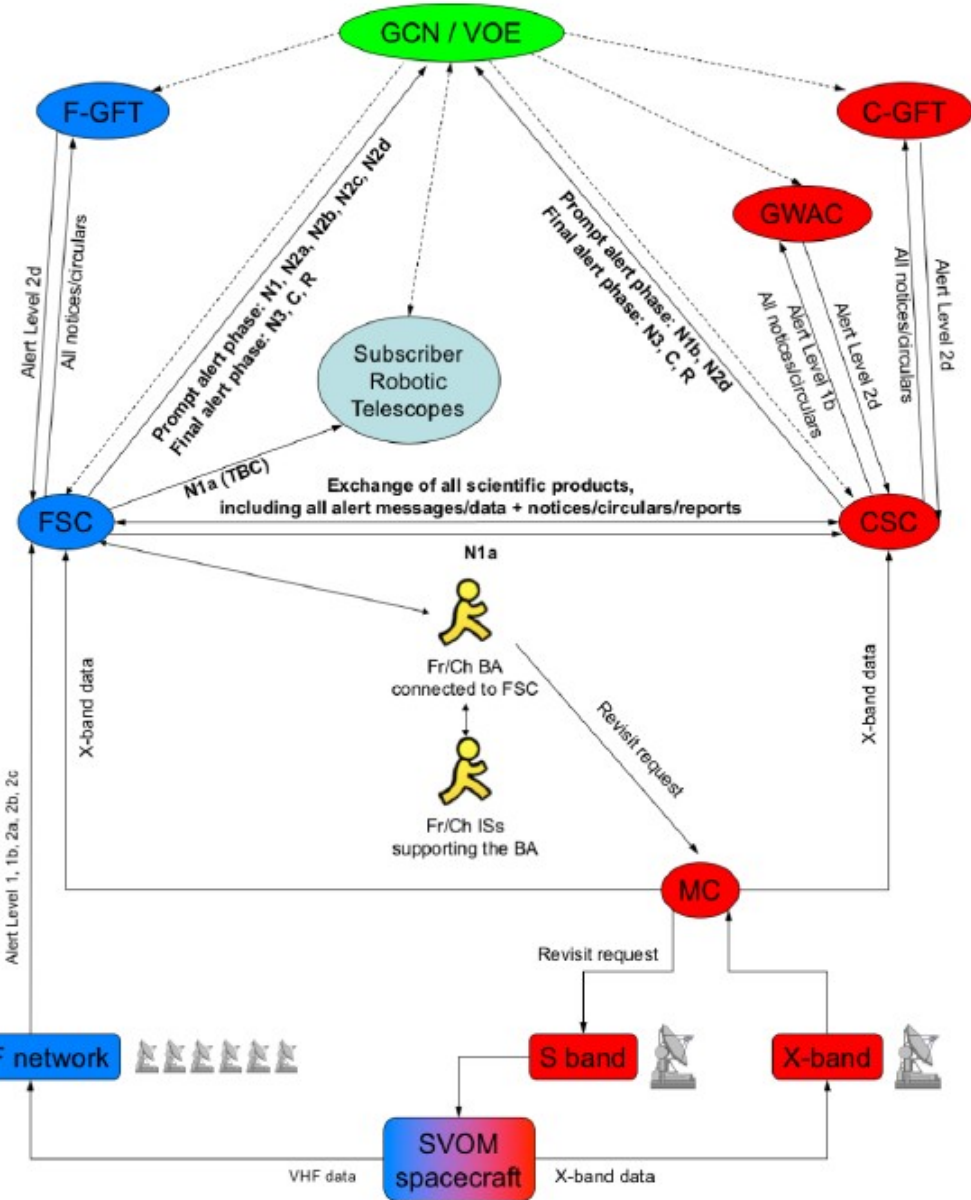 GCN / VOE
F-GFT
C-GFT
GWAC
Alert Level 2d
All notices/circulars
Prompt alert phase: N1, N2a, N2b, N2c, N2d
Final alert phase: N3, C, R
Prompt alert phase: N1b, N2d
Final alert phase: N3, C, R
Alert Level 1b
All notices/circulars
Alert Level 2d
All notices/circulars
Alert Level 2d
Subscriber
Robotic
Telescopes
N1a (TBC)
Exchange of all scientific products,
including all alert messages/data + notices/circulars/reports
FSC
CSC
N1a
Fr/Ch BA
connected to FSC
Revisit request
X-band data
X-band data
Fr/Ch ISs
supporting the BA
Alert Level 1, 1b, 2a, 2b, 2c
MC
Revisit request
F network
S band
X-band
SVOM
spacecraft
VHF data
X-band data